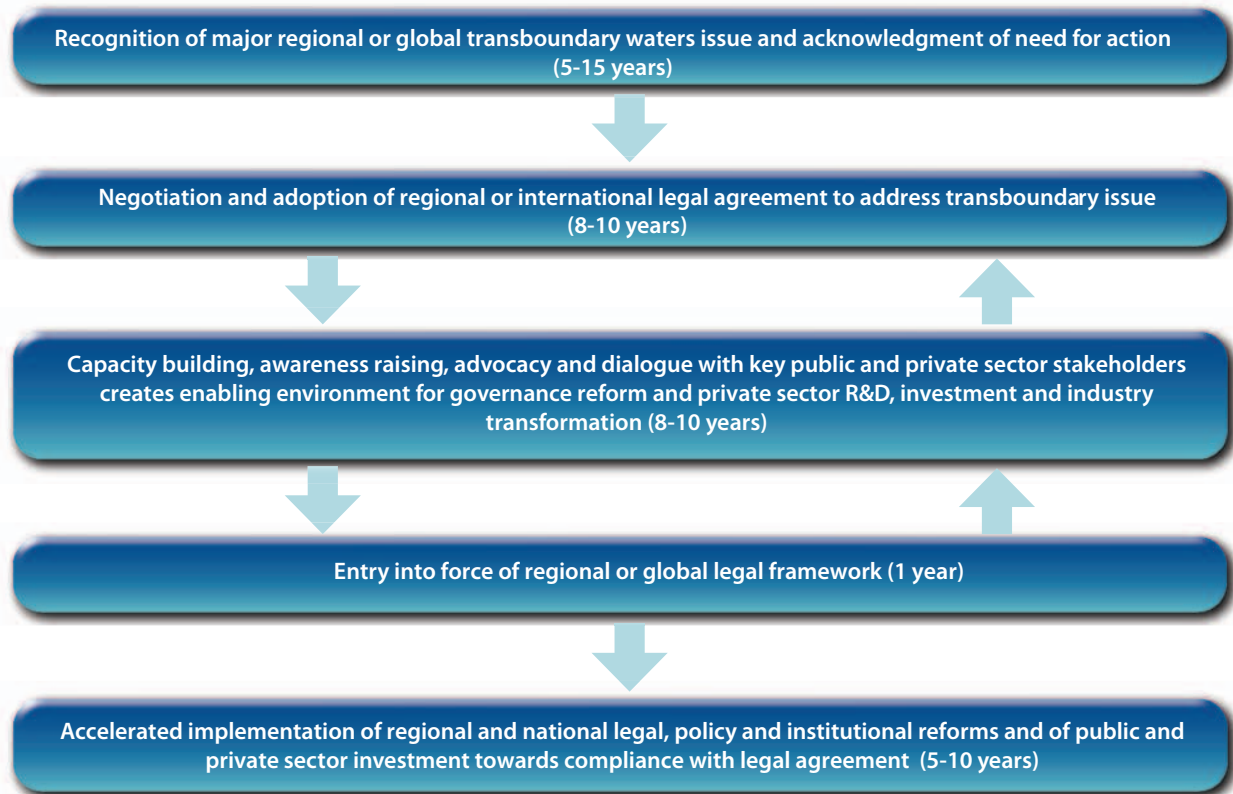 Recognition of major regional or global transboundary waters issue and acknowledgment of need for action
(5-15 years)
Negotiation and adoption of regional or international legal agreement to address transboundary issue
(8-10 years)
Capacity building, awareness raising, advocacy and dialogue with key public and private sector stakeholders
creates enabling environment for governance reform and private sector R&D, investment and industry
transformation (8-10 years)
Entry into force of regional or global legal framework (1 year)
Accelerated implementation of regional and national legal, policy and institutional reforms and of public and
private sector investment towards compliance with legal agreement (5-10 years)